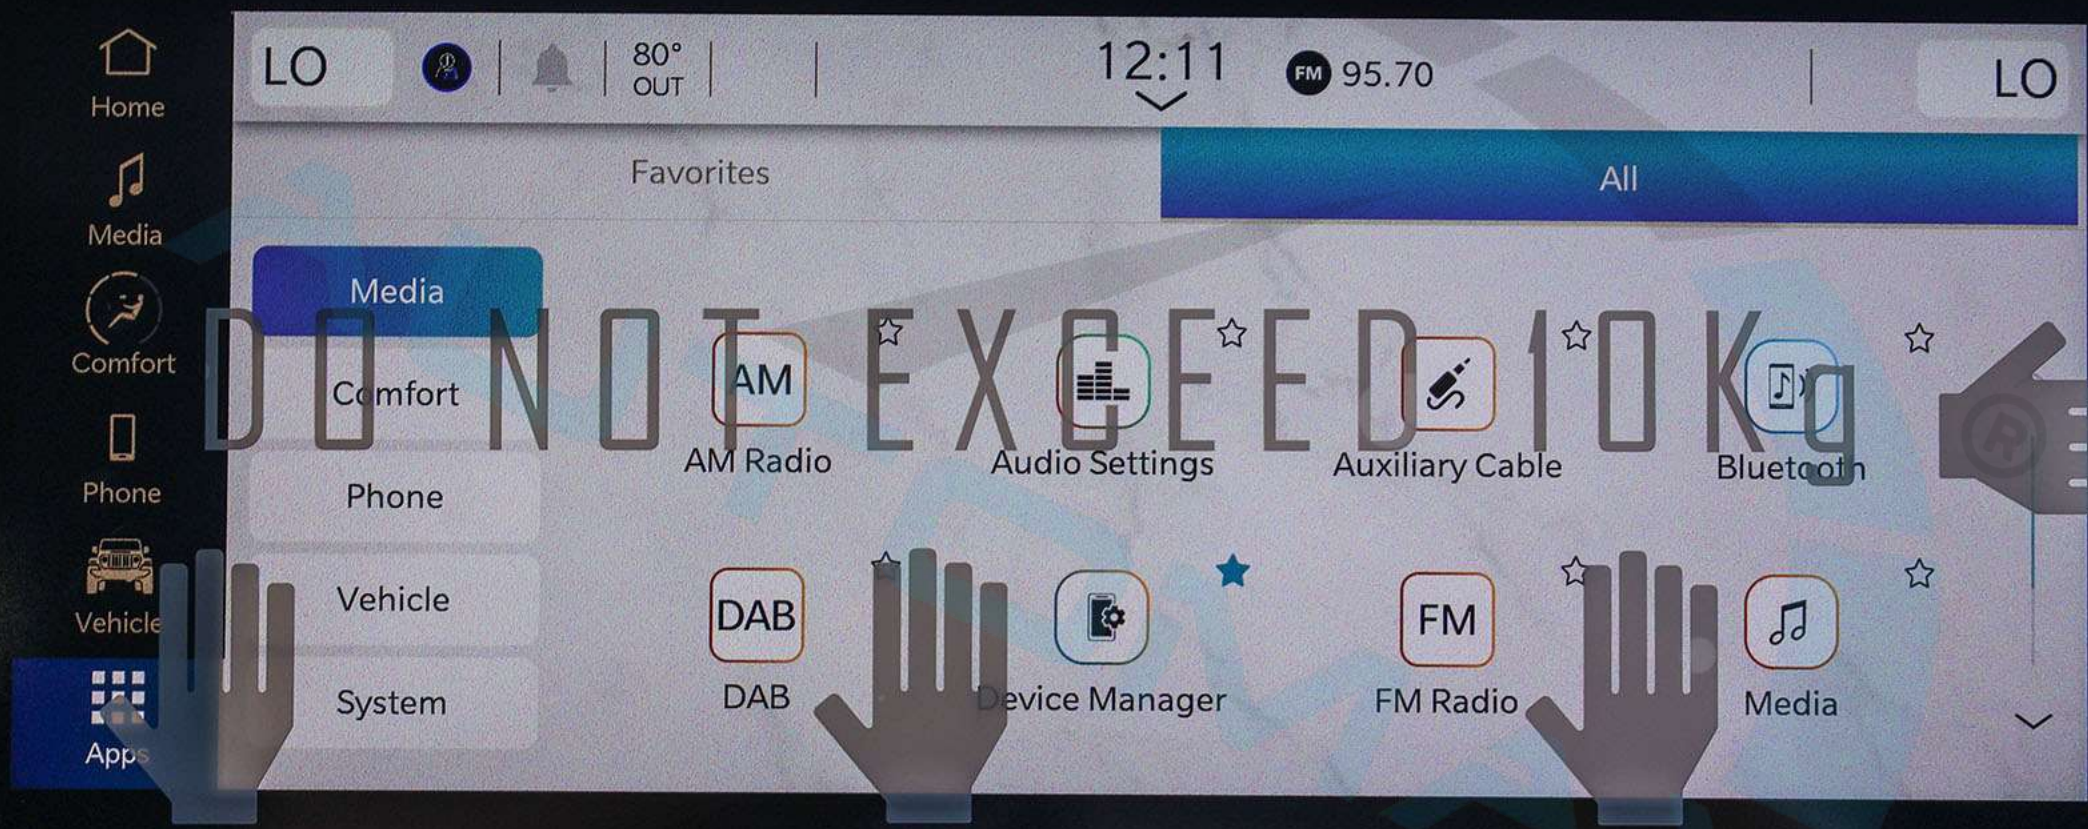 LO
80°
OUT
12:11
FM 95.70
LO
Home
Media
Comfort
Phone
Vehicle
Apps
Favorites
All
Media
Comfort
Phone
Vehicle
System
DO NOT EXCEED 10Kg
®
AM
AM Radio
Audio Settings
Auxiliary Cable
Bluetooth
DAB
DAB
Device Manager
FM
FM Radio
Media